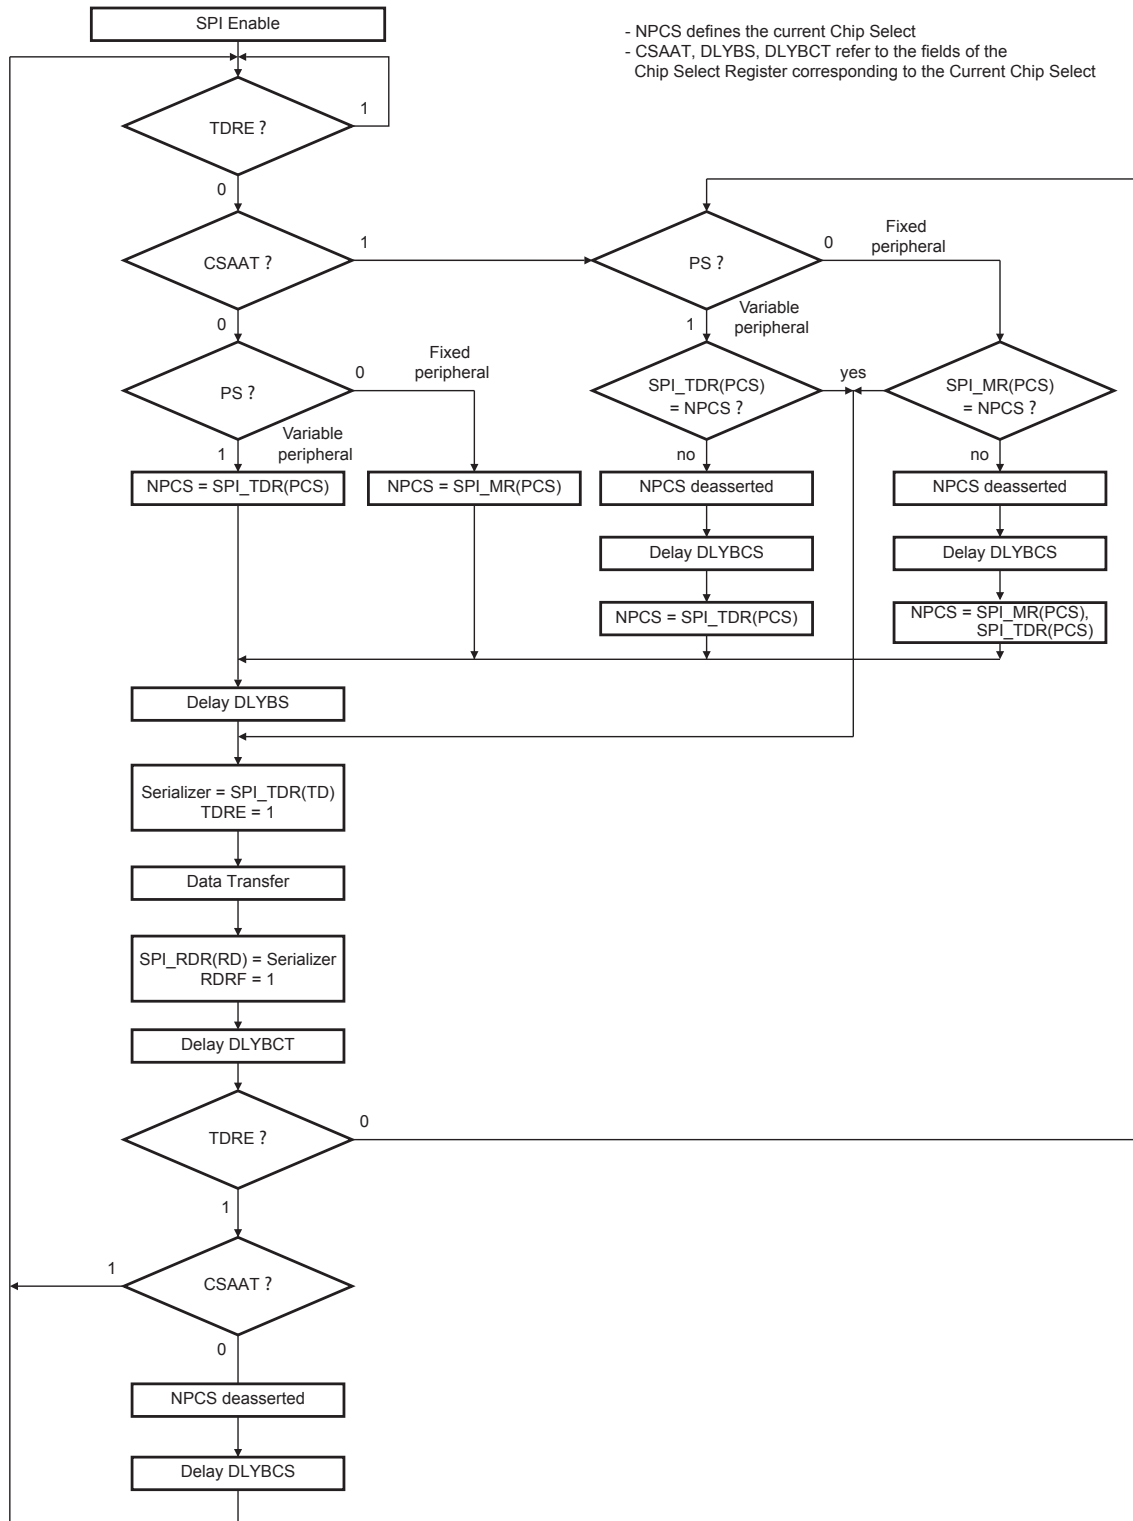 SPI Enable
- NPCS defines the current Chip Select
- CSAAT, DLYBS, DLYBCT refer to the fields of the
Chip Select Register corresponding to the Current Chip Select
1
TDRE ?
0
CSAAT ?
1
PS ?
0
Fixed
peripheral
0
1
Variable
peripheral
PS ?
0
Fixed
peripheral
SPI_TDR(PCS)
= NPCS ?
yes
SPI_MR(PCS)
= NPCS ?
1
Variable
peripheral
no
no
NPCS = SPI_TDR(PCS)
NPCS = SPI_MR(PCS)
NPCS deasserted
NPCS deasserted
Delay DLYBCS
Delay DLYBCS
NPCS = SPI_TDR(PCS)
NPCS = SPI_MR(PCS),
SPI_TDR(PCS)
Delay DLYBS
Serializer = SPI_TDR(TD)
TDRE = 1
Data Transfer
SPI_RDR(RD) = Serializer
RDRF = 1
Delay DLYBCT
TDRE ?
0
1
CSAAT ?
1
0
NPCS deasserted
Delay DLYBCS